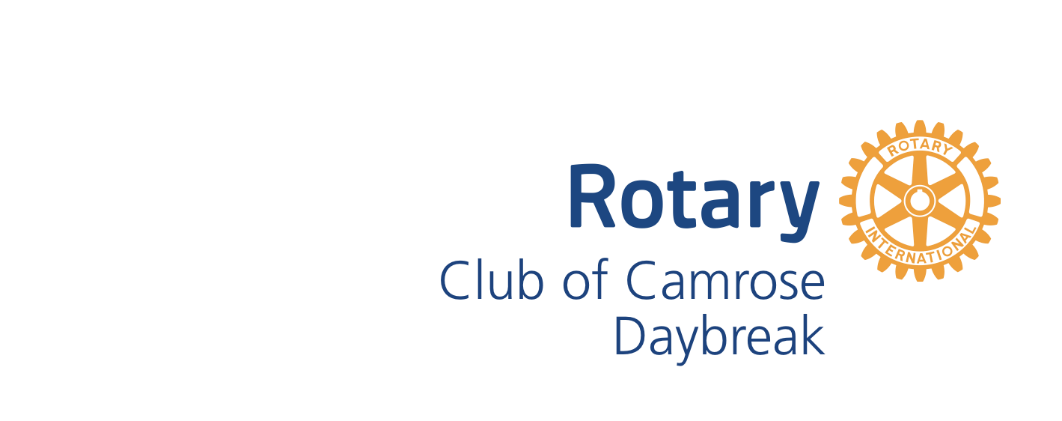 Rotary
Club of Camrose
Daybreak
ROTARY
INTERNATIONAL